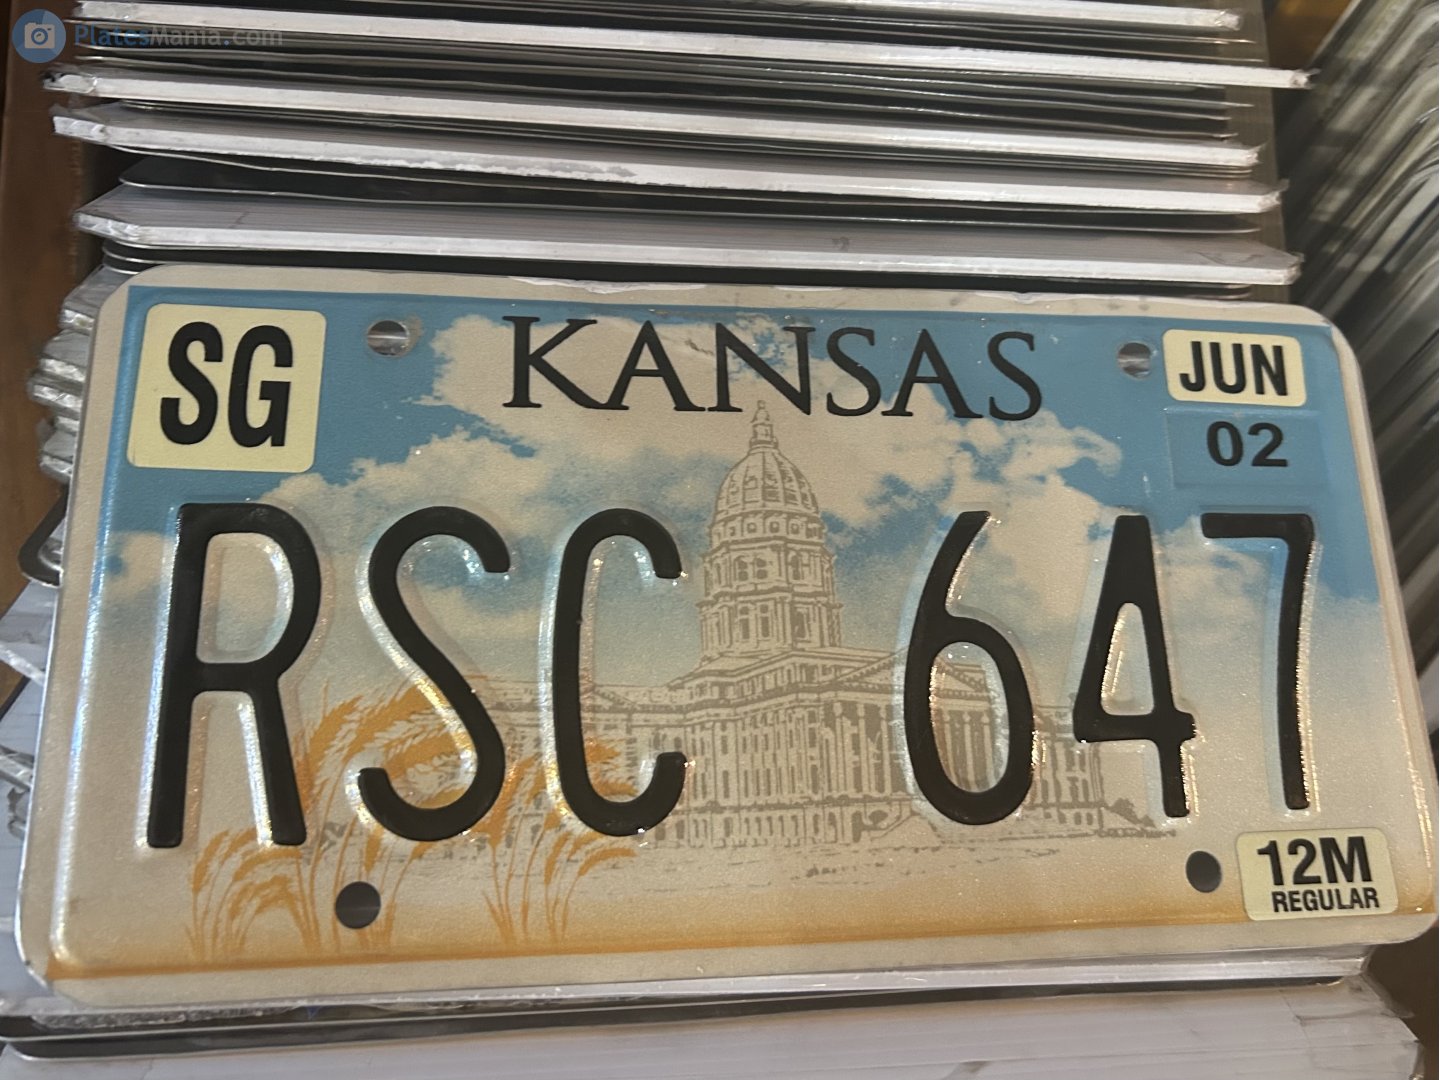 PlatesMania.com
SG
KANSAS
JUN
02
RSC 647
12M
REGULAR